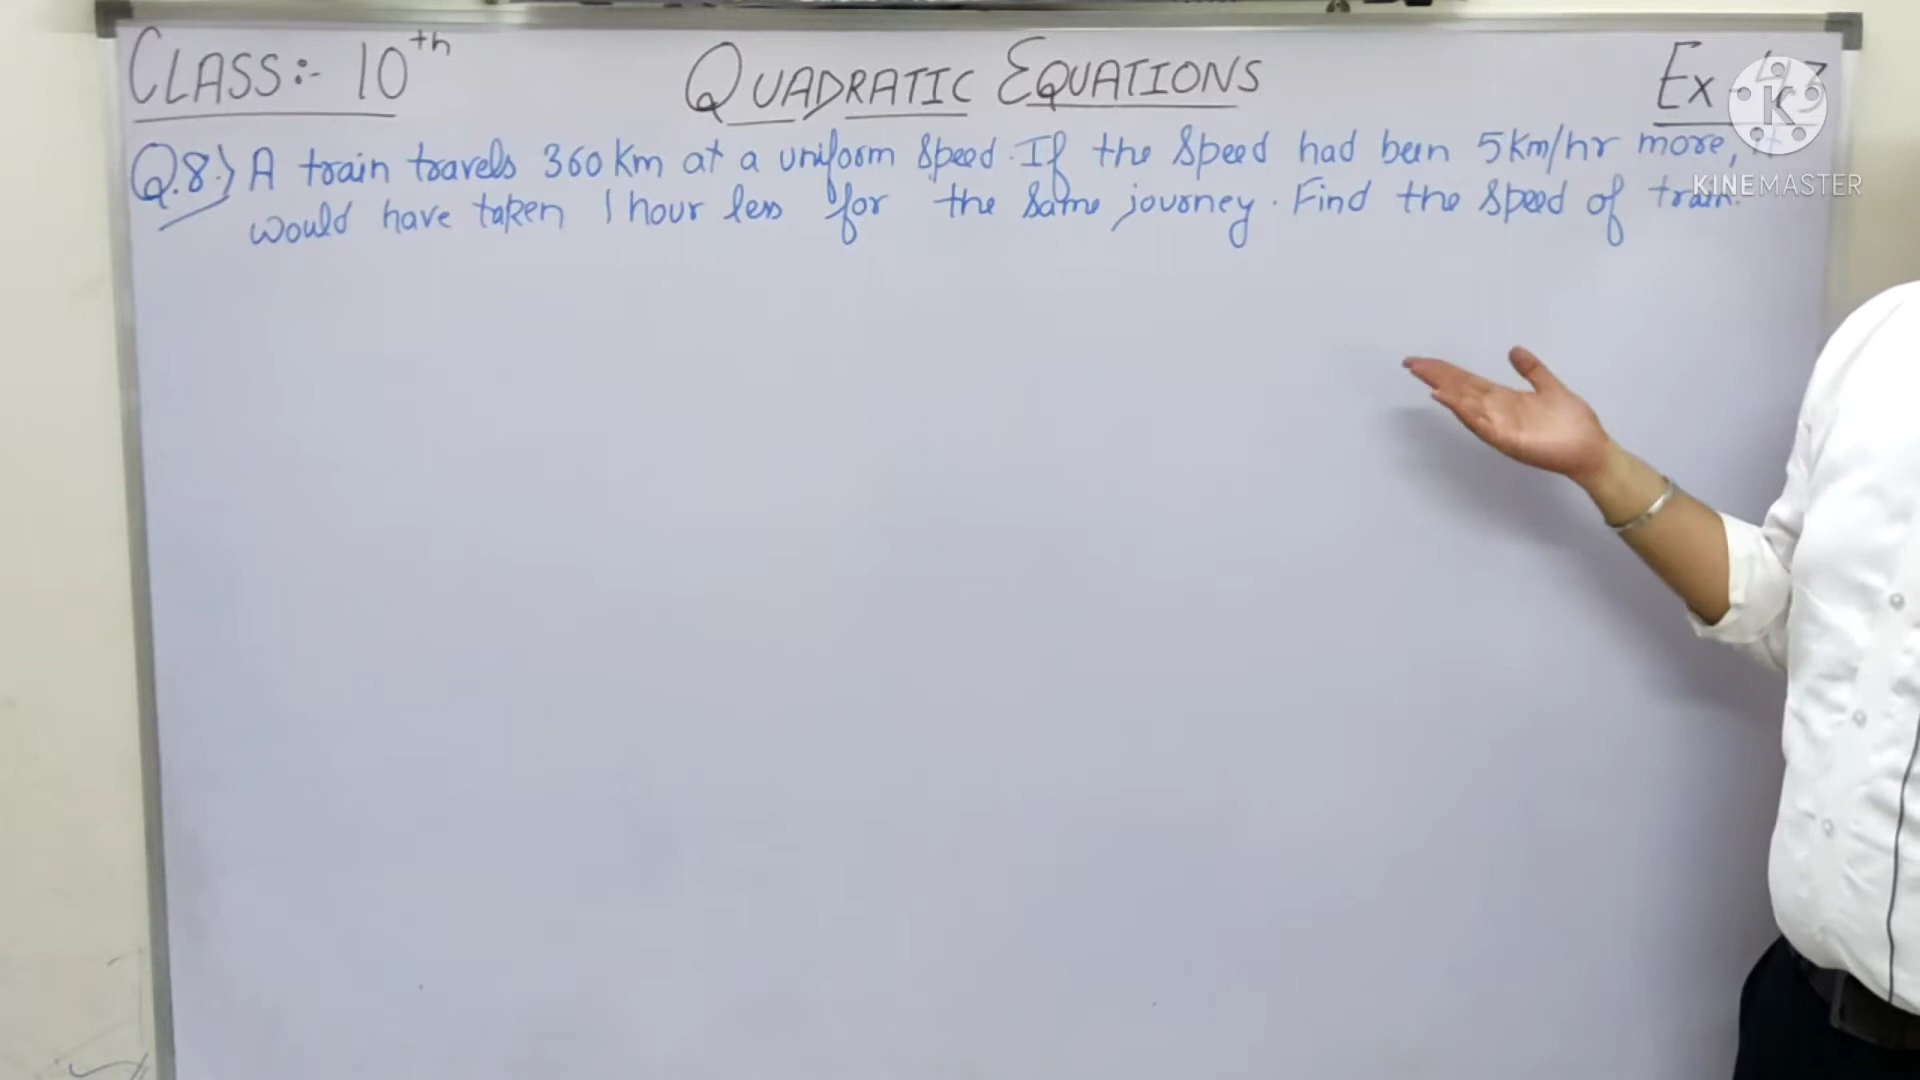 CLASS:- 10th QUADRATIC EQUATIONS Ex
Q.8.) A train travels 360 Km at a uniform speed. If the speed had been 5 Km/hr more, it
would have taken 1 hour less for the same journey. Find the speed of train.
K
KINEMASTER